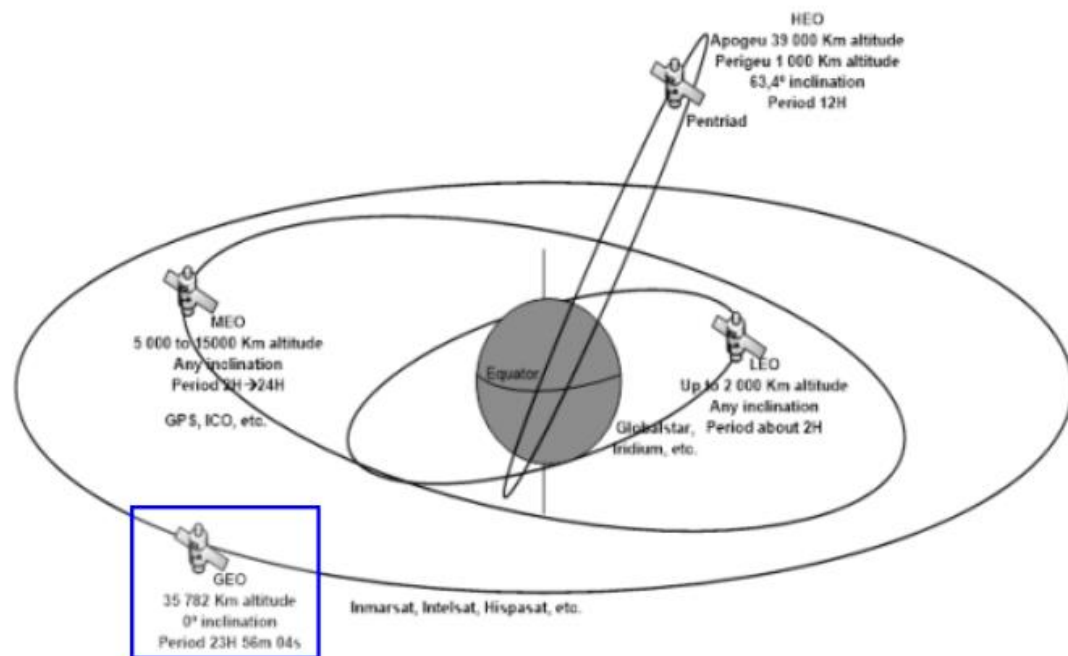 HEO
Apogeu 39 000 Km altitude
Perigeu 1 000 Km altitude
63,4º inclination
Period 12H
Pentriad
MEO
5 000 to 15000 Km altitude
Any inclination
Period 2H →24H
GPS, ICO, etc.
Equator
LEO
Up to 2 000 Km altitude
Any inclination
Period about 2H
Globalstar,
Iridium, etc.
GEO
35 782 Km altitude
0º inclination
Period 23H 56m 04s
Inmarsat, Intelsat, Hispasat, etc.